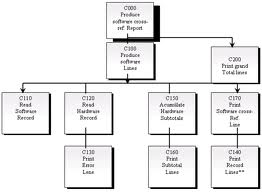 C000
Produce
software cross-
ref. Report
C100
Produce
software
Lines
C200
Print grand
Total lines
C110
Read
Software
Record
C120
Read
Hardware
Record
C150
Accumulate
Hardware
Subtotals
C170
Print
Software Cross-
Ref
Line
C130
Print
Error
Line
C160
Print
Subtotal
Lines
C140
Print
Record
Lines**